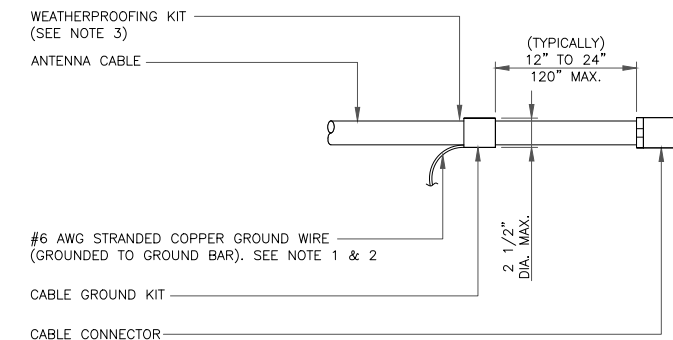 WEATHERPROOFING KIT
(SEE NOTE 3)
ANTENNA CABLE
(TYPICALLY)
12" TO 24"
120" MAX.
2 1/2"
DIA. MAX.
#6 AWG STRANDED COPPER GROUND WIRE
(GROUNDED TO GROUND BAR). SEE NOTE 1 & 2
CABLE GROUND KIT
CABLE CONNECTOR